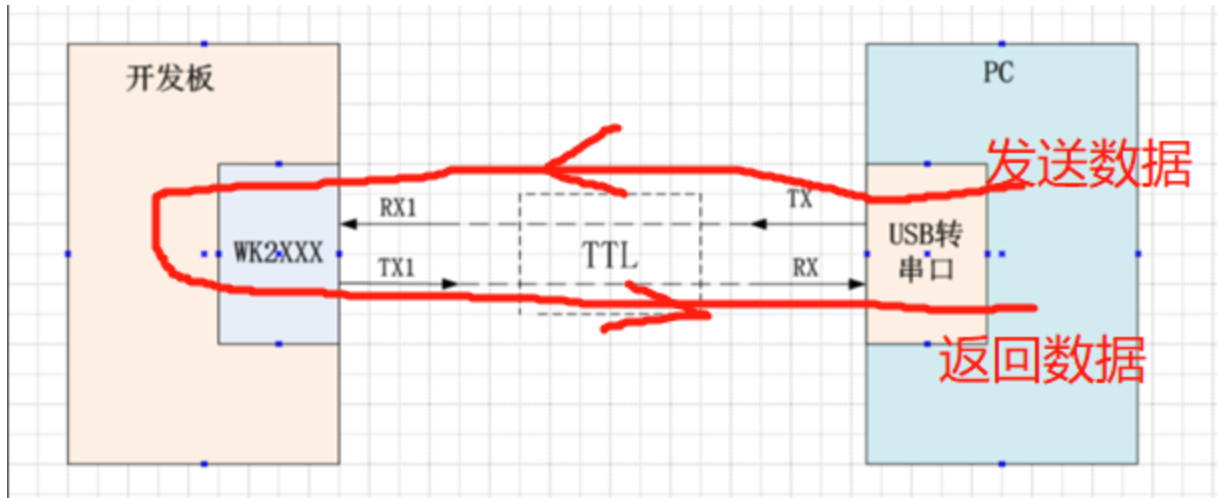 开发板
PC
发送数据
RX1
TX
WK2XXX
TTL
USB转
串口
TX1
RX
返回数据